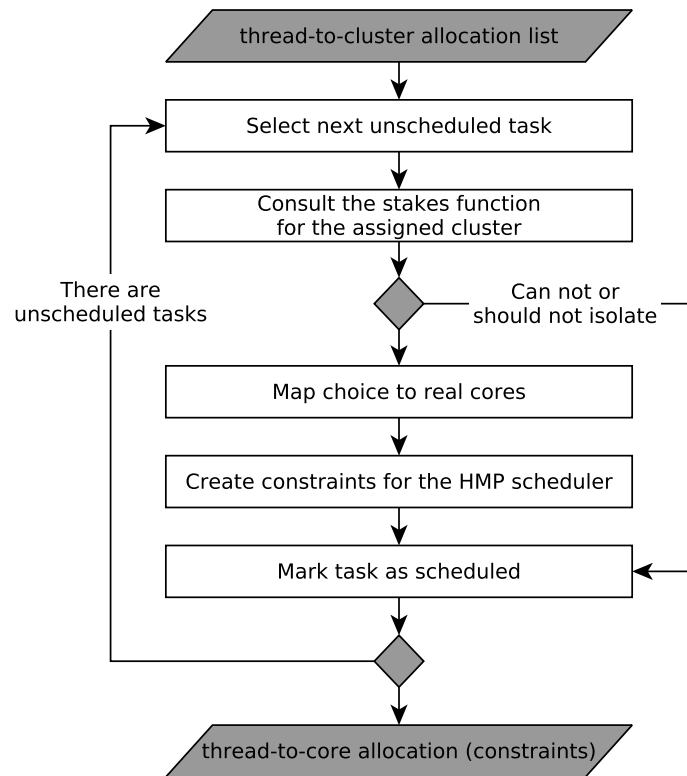 thread-to-cluster allocation list
Select next unscheduled task
Consult the stakes function
for the assigned cluster
There are
unscheduled tasks
Can not or
should not isolate
Map choice to real cores
Create constraints for the HMP scheduler
Mark task as scheduled
thread-to-core allocation (constraints)